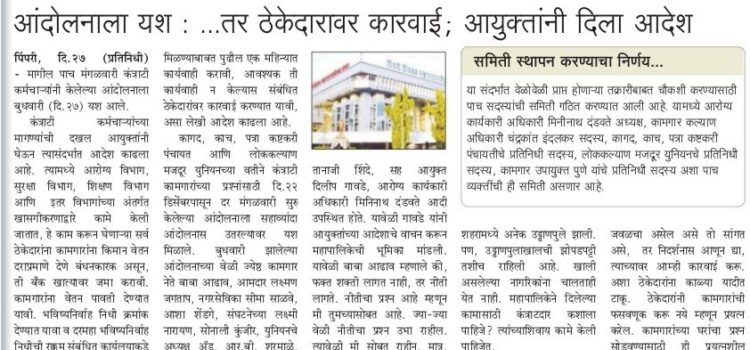 आंदोलनाला यश : ...तर ठेकेदारावर कारवाई; आयुक्तांनी दिला आदेश
पिंपरी, दि.२७ (प्रतिनिधी)
- मागील पाच मंगळवारी कंत्राटी
कर्मचाऱ्यांनी केलेल्या आंदोलनाला
बुधवारी (दि.२७) यश आले.
कंत्राटी कर्मचाऱ्यांच्या
मागण्यांची दखल आयुक्तांनी
घेऊन त्यासंदर्भात आदेश काढला
आहे. त्यामध्ये आरोग्य विभाग,
सुरक्षा विभाग, शिक्षण विभाग
आणि इतर विभागांच्या अंतर्गत
खासगीकरणाद्वारे कामे केली
जातात, हे काम करून घेणाऱ्या सर्व
ठेकेदारांना कामगारांना किमान वेतन
दराप्रमाणे देणे बंधनकारक असून,
ती बँक खात्यावर जमा करावी.
कामगारांना वेतन पावती देण्यात
यावी. भविष्यनिर्वाह निधी क्रमांक
देण्यात यावा व दरमहा भविष्यनिर्वाह
निधीची रक्कम संबंधित कार्यालयाकडे
मिळण्याबाबत पुढील एक महिन्यात
कार्यवाही करावी, आवश्यक ती
कार्यवाही न केल्यास संबंधित
ठेकेदारांवर कारवाई करण्यात यावी,
असा लेखी आदेश काढला आहे.
कागद, काच, पत्रा कष्टकरी
पंचायत आणि लोककल्याण
मजदूर युनियनच्या वतीने कंत्राटी
कामगारांच्या प्रश्नांसाठी दि.२२
डिसेंबरपासून दर मंगळवारी सुरु
केलेल्या आंदोलनाला सहाव्यांदा
आंदोलनास उतरल्यावर यश
मिळाले. बुधवारी झालेल्या
आंदोलनाच्या वेळी ज्येष्ठ कामगार
नेते बाबा आढाव, आमदार लक्ष्मण
जगताप, नगरसेविका सीमा साळवे,
आशा शेंडगे, संघटनेच्या लक्ष्मी
नारायण, सोनाली कुंजीर, युनियनचे
अध्यक्ष अ‍ॅड. आर.बी. शरमाळे,
तानाजी शिंदे, सह आयुक्त
दिलीप गावडे, आरोग्य कार्यकारी
अधिकारी मिनिनाथ दंडवते आदी
उपस्थित होते. यावेळी गावडे यांनी
आयुक्तांच्या आदेशाचे वाचन करून
महापालिकेची भूमिका मांडली.
यावेळी बाबा आढाव म्हणाले की,
फक्त शक्ती लागत नाही, तर नीती
लागते. नीतीचा प्रश्न आहे म्हणून
मी तुमच्यासोबत आहे. ज्या-ज्या
वेळी नीतीचा प्रश्न उभा राहील.
त्यावेळी मी सोबत राहीन. मात्र,
समिती स्थापन करण्याचा निर्णय...
या संदर्भात वेळोवेळी प्राप्त होणाऱ्या तक्रारीबाबत चौकशी करण्यासाठी
पाच सदस्यांची समिती गठित करण्यात आली आहे. यामध्ये आरोग्य
कार्यकारी अधिकारी मिनीनाथ दंडवते अध्यक्ष, कामगार कल्याण
अधिकारी चंद्रकांत इंदलकर सदस्य, कागद, काच, पत्रा कष्टकरी
पंचायतीचे प्रतिनिधी सदस्य, लोककल्याण मजदूर युनियनचे प्रतिनिधी
सदस्य, कामगार उपायुक्त पुणे यांचे प्रतिनिधी सदस्य अशा पाच
व्यक्तींची ही समिती असणार आहे.
शहरामध्ये अनेक उड्डाणपुले झाली.
पण, उड्डाणपुलाखालची झोपडपट्टी
तशीच राहिली आहे. खाली
असलेल्या नागरिकांना चालताही
येत नाही. महापालिकेने दिलेल्या
कामासाठी कंत्राटदार कशाला
पाहिजे? त्यांच्याशिवाय कामे केली
पाहिजेत.
जवळचा असेल असे तो सांगत
असे, तर निदर्शनास आणून द्या,
त्याच्यावर आम्ही कारवाई करू.
अशा ठेकेदारांना काळ्या यादीत
टाकू. ठेकेदारांनी कामगारांची
फसवणूक करू नये म्हणून प्रयत्न
करेल. कामगारांच्या घरांचा प्रश्न
सोडवण्यासाठी ही प्रयत्नशील